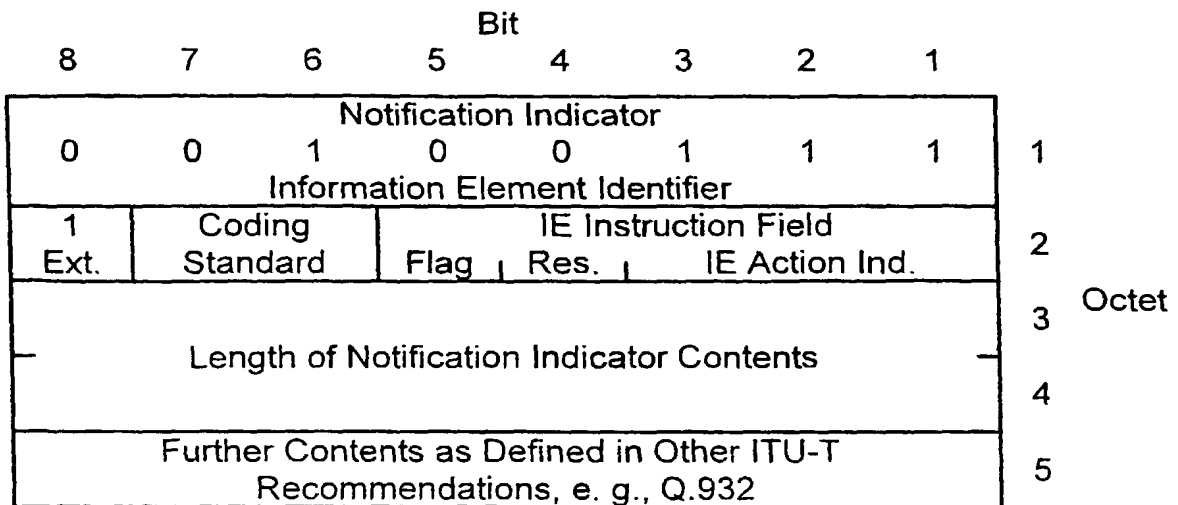 Bit
8 7 6 5 4 3 2 1
Notification Indicator
0 0 1 0 0 1 1 1 1
Information Element Identifier
1 Coding IE Instruction Field
Ext. Standard Flag Res. IE Action Ind. 2
3 Octet
Length of Notification Indicator Contents
4
Further Contents as Defined in Other ITU-T
Recommendations, e. g., Q.932 5